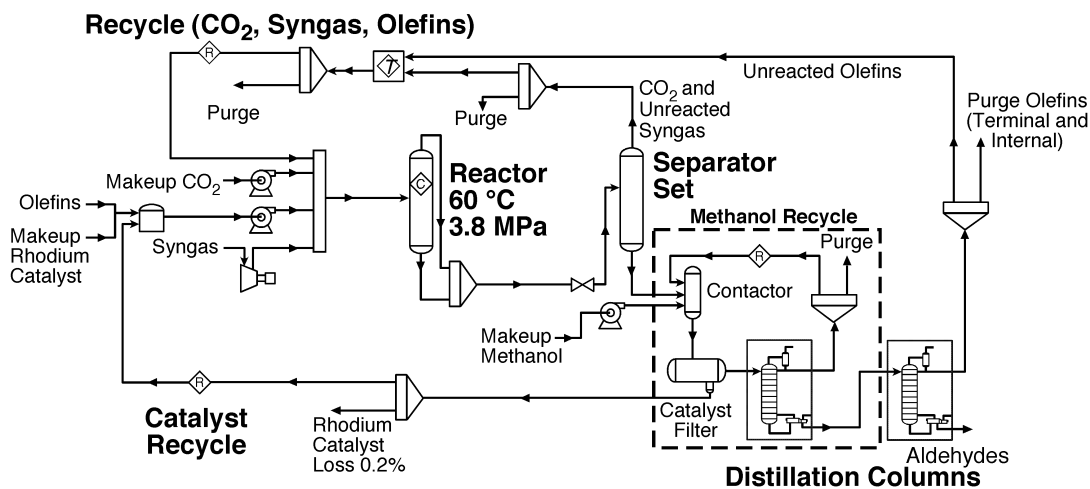 Recycle (CO2, Syngas, Olefins)
R
T
Unreacted Olefins
Purge
Purge
CO2 and
Unreacted
Syngas
Purge Olefins
(Terminal and
Internal)
Makeup CO2
C
Reactor
60 °C
3.8 MPa
Separator
Set
Olefins
Makeup
Rhodium
Catalyst
Syngas
Methanol Recycle
Purge
R
Contactor
Makeup
Methanol
R
Catalyst
Recycle
Rhodium
Catalyst
Loss 0.2%
Catalyst
Filter
Aldehydes
Distillation Columns